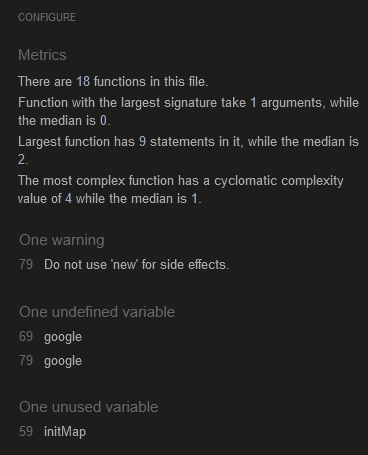 CONFIGURE
Metrics
There are 18 functions in this file.
Function with the largest signature take 1 arguments, while
the median is 0.
Largest function has 9 statements in it, while the median is
2.
The most complex function has a cyclomatic complexity
value of 4 while the median is 1.
One warning
79 Do not use 'new' for side effects.
One undefined variable
69 google
79 google
One unused variable
59 initMap